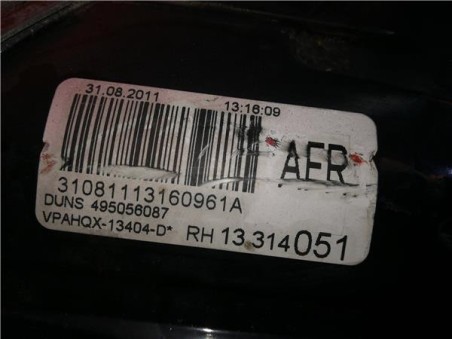 31.08.2011 13:16:09
AFR
31081113160961A
DUNS 495056087
VPAHQX-13404-D*
RH 13.314051